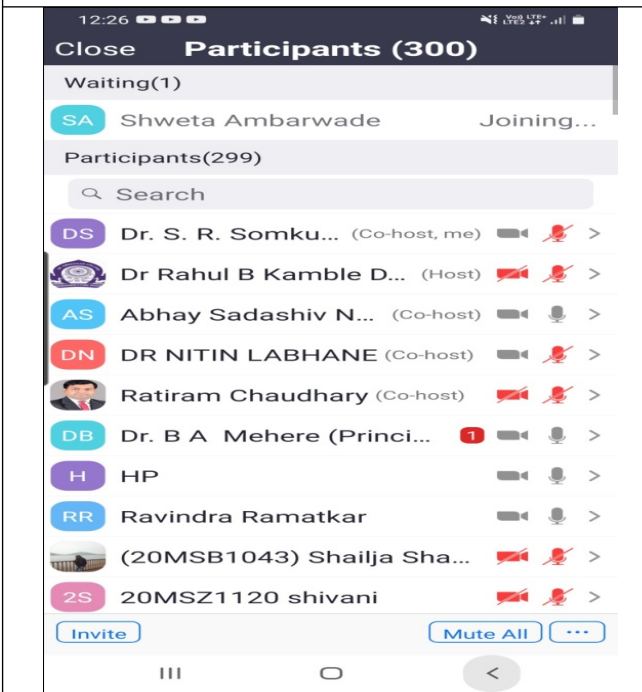 12:26 Vo)) LTE+ LTE2
Close Participants (300)
Waiting(1)
SA Shweta Ambarwade Joining...
Participants(299)
Search
DS Dr. S. R. Somku... (Co-host, me)
Dr Rahul B Kamble D... (Host)
AS Abhay Sadashiv N... (Co-host)
DN DR NITIN LABHANE (Co-host)
Ratiram Chaudhary (Co-host)
DB Dr. B A Mehere (Princi... 1
H HP
RR Ravindra Ramatkar
(20MSB1043) Shailja Sha...
2S 20MSZ1120 shivani
Invite Mute All ...